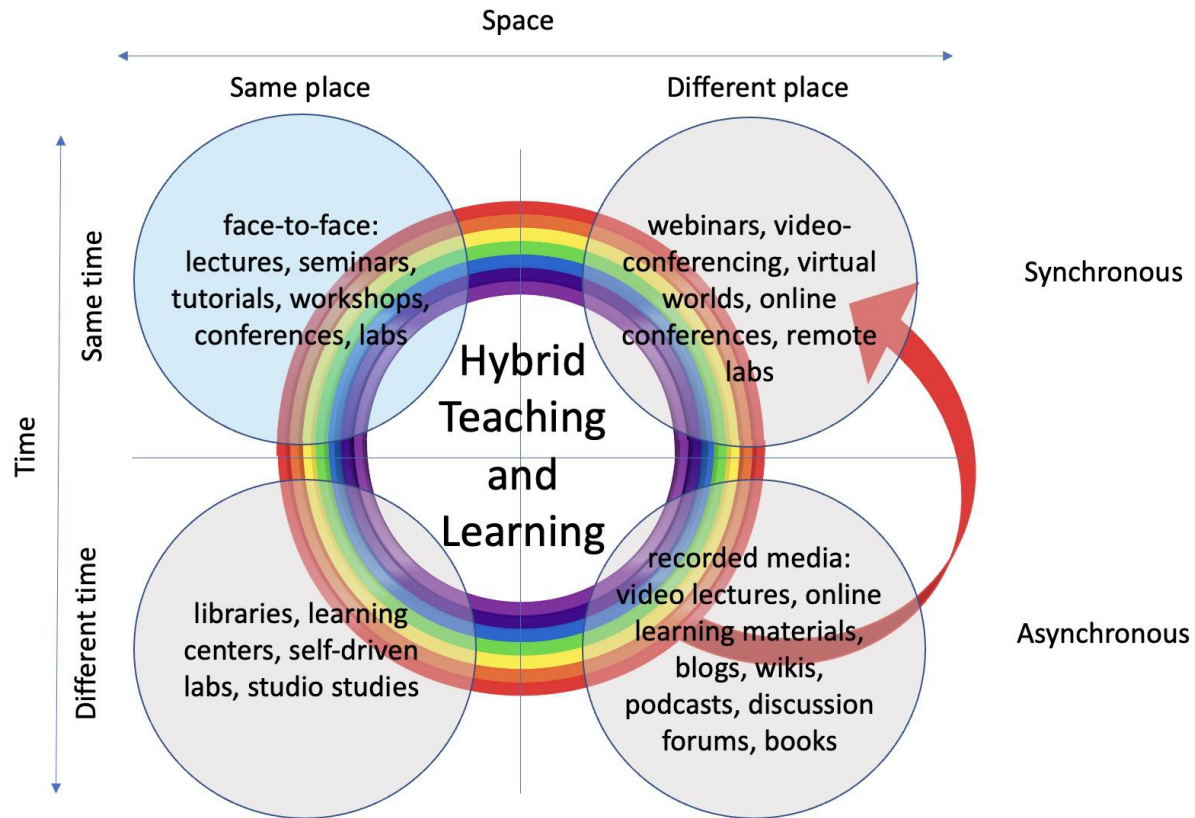 Space
Same place
Different place
Time
Same time
Different time
face-to-face:
lectures, seminars,
tutorials, workshops,
conferences, labs
webinars, video-
conferencing, virtual
worlds, online
conferences, remote
labs
Synchronous
Hybrid
Teaching
and
Learning
libraries, learning
centers, self-driven
labs, studio studies
recorded media:
video lectures, online
learning materials,
blogs, wikis,
podcasts, discussion
forums, books
Asynchronous